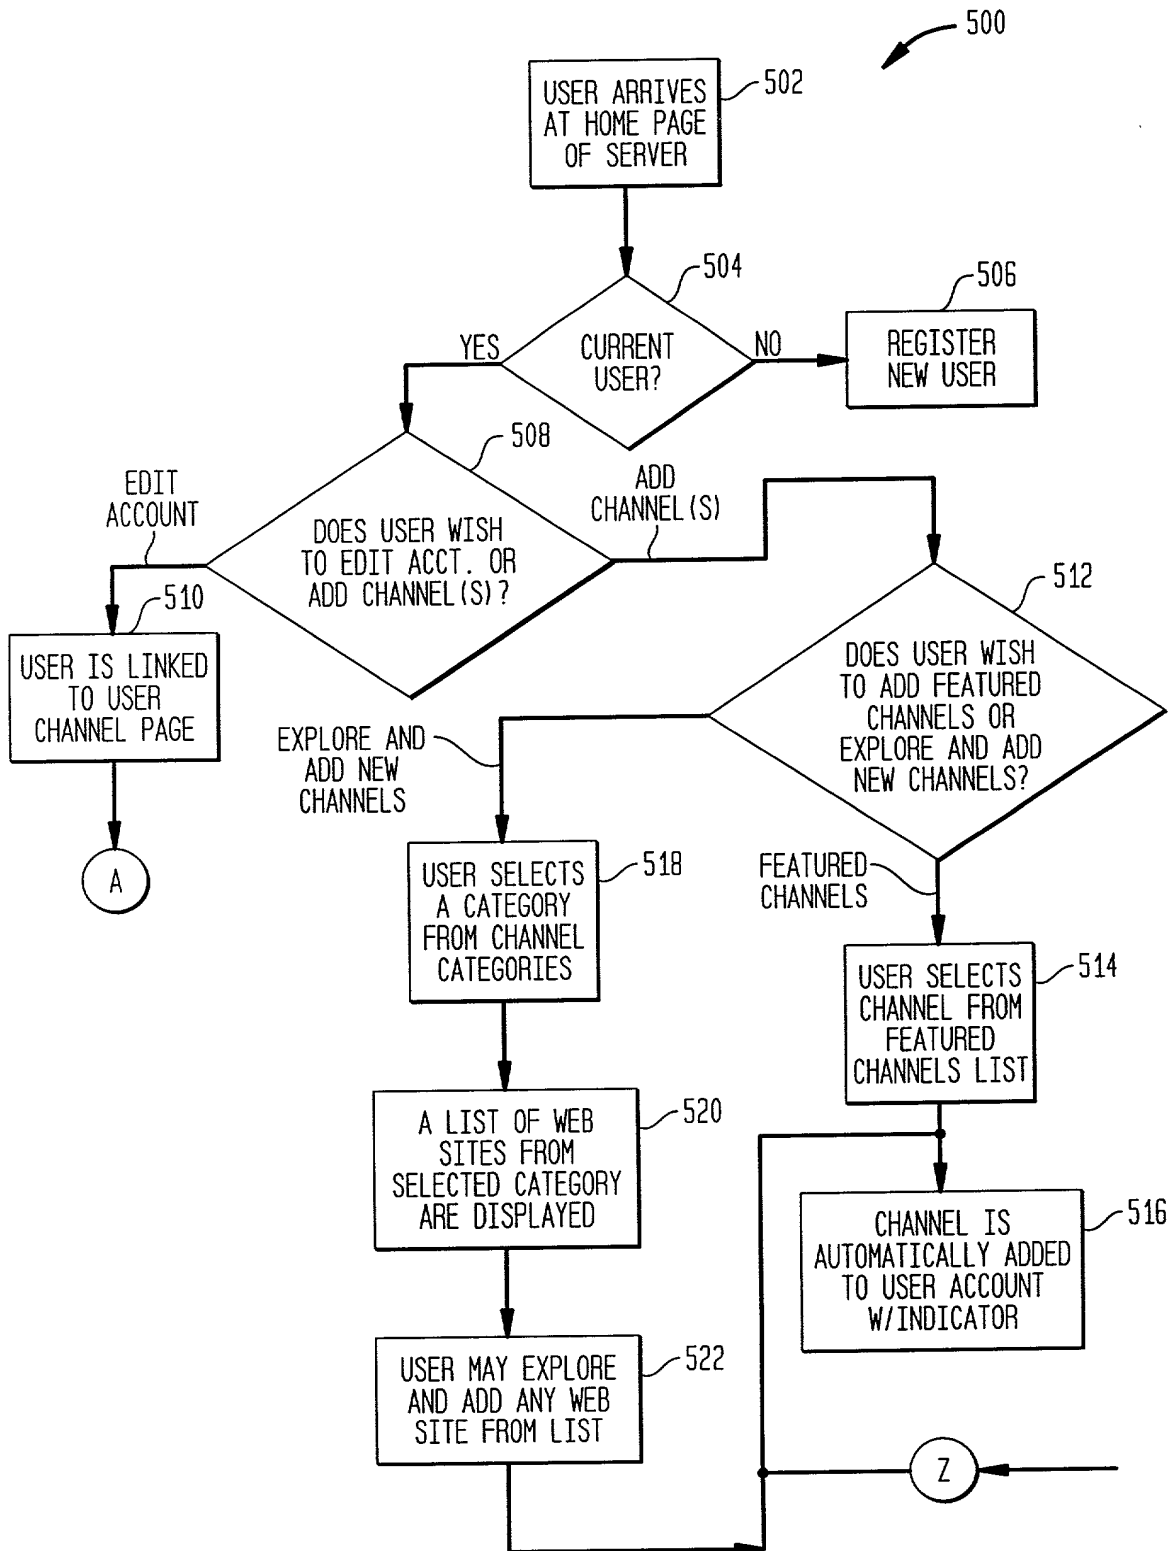 500
USER ARRIVES
AT HOME PAGE
OF SERVER
502
504
CURRENT
USER?
YES
NO
506
REGISTER
NEW USER
508
DOES USER WISH
TO EDIT ACCT. OR
ADD CHANNEL(S)?
EDIT
ACCOUNT
ADD
CHANNEL(S)
510
USER IS LINKED
TO USER
CHANNEL PAGE
A
512
DOES USER WISH
TO ADD FEATURED
CHANNELS OR
EXPLORE AND ADD
NEW CHANNELS?
EXPLORE AND
ADD NEW
CHANNELS
FEATURED
CHANNELS
518
USER SELECTS
A CATEGORY
FROM CHANNEL
CATEGORIES
514
USER SELECTS
CHANNEL FROM
FEATURED
CHANNELS LIST
520
A LIST OF WEB
SITES FROM
SELECTED CATEGORY
ARE DISPLAYED
516
CHANNEL IS
AUTOMATICALLY ADDED
TO USER ACCOUNT
W/INDICATOR
522
USER MAY EXPLORE
AND ADD ANY WEB
SITE FROM LIST
Z